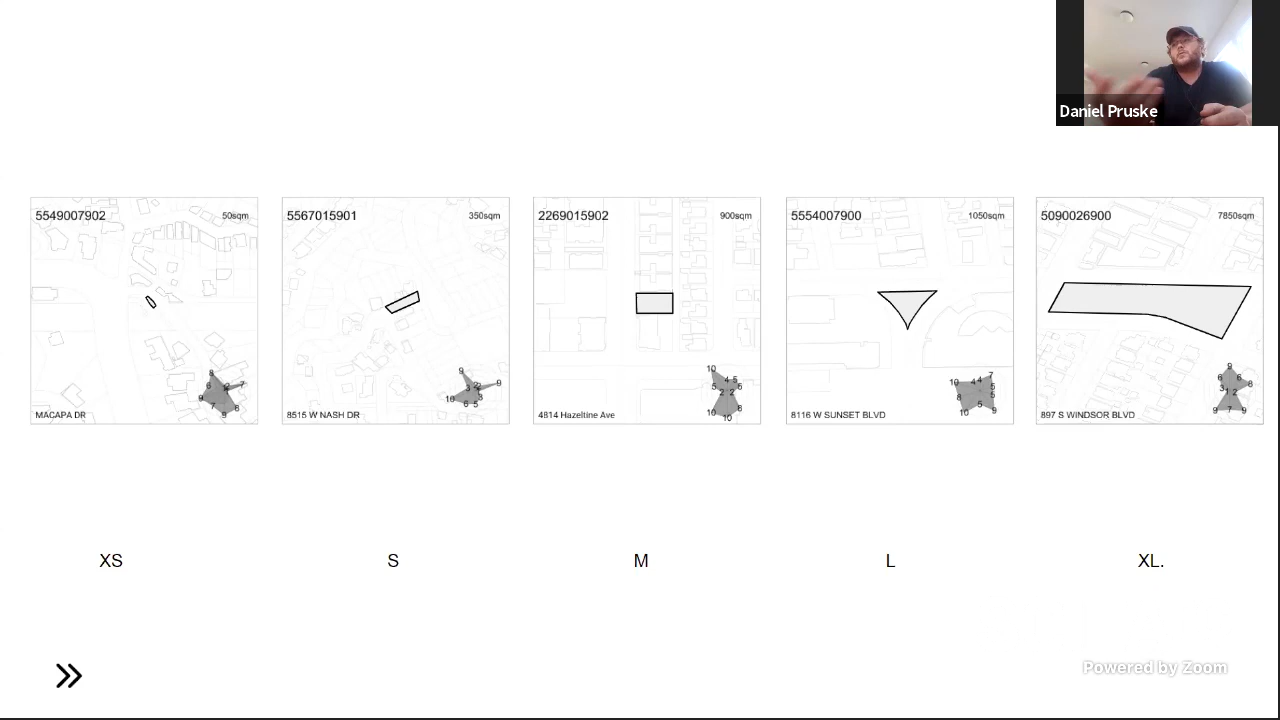 Daniel Pruske
5549007902 50sqm
MACAPA DR
5567015901 350sqm
8515 W NASH DR
2269015902 900sqm
4814 Hazeltine Ave
5554007900 1050sqm
8116 W SUNSET BLVD
5090026900 7850sqm
897 S WINDSOR BLVD
XS
S
M
L
XL.
Powered by Zoom